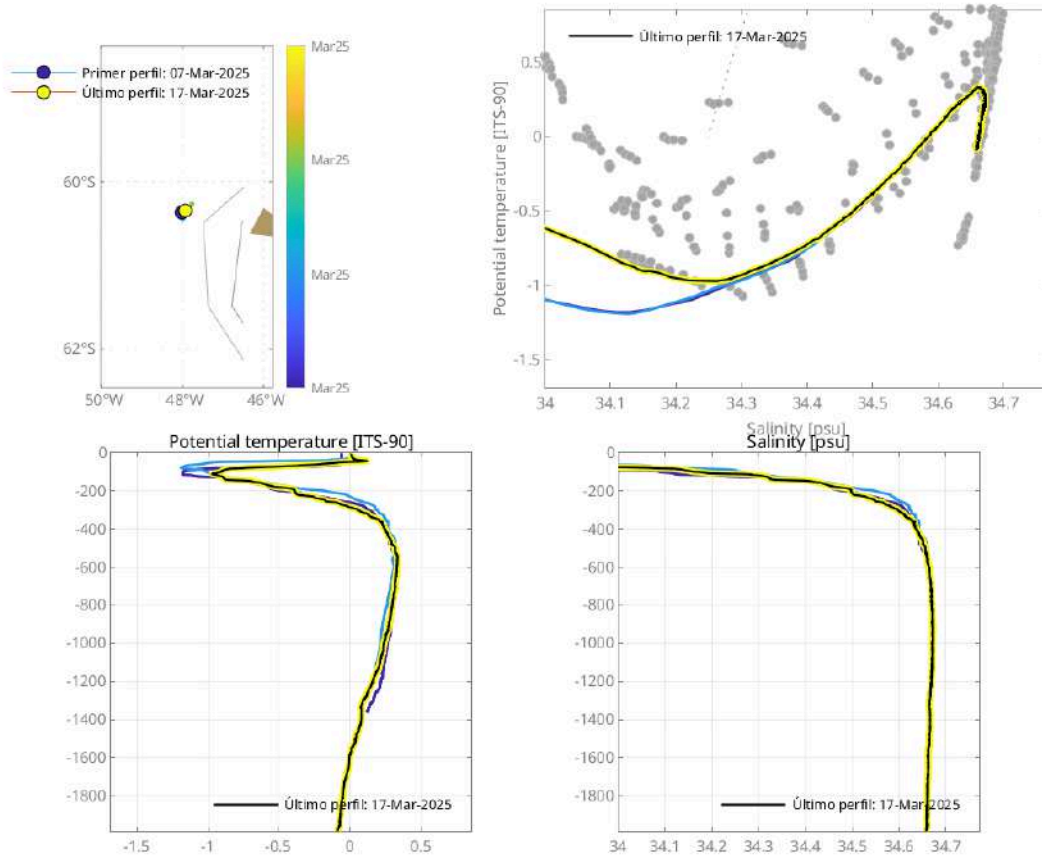 Primer perfil: 07-Mar-2025
Último perfil: 17-Mar-2025
60°S
62°S
50°W
48°W
46°W
Mar25
Mar25
Mar25
Mar25
Último perfil: 17-Mar-2025
Potential temperature [ITS-90]
0.5
0
-0.5
-1
-1.5
34
34.1
34.2
34.3
34.4
34.5
34.6
34.7
Salinity [psu]
Potential temperature [ITS-90]
0
-200
-400
-600
-800
-1000
-1200
-1400
-1600
-1800
-1.5
-1
-0.5
0
0.5
Último perfil: 17-Mar-2025
Salinity [psu]
0
-200
-400
-600
-800
-1000
-1200
-1400
-1600
-1800
34
34.1
34.2
34.3
34.4
34.5
34.6
34.7
Último perfil: 17-Mar-2025